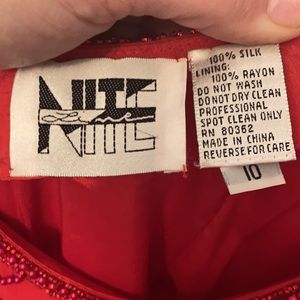 NITE
Line
100% SILK
LINING:
100% RAYON
DO NOT WASH
DO NOT DRY CLEAN
PROFESSIONAL
SPOT CLEAN ONLY
RN 80362
MADE IN CHINA
REVERSE FOR CARE
10